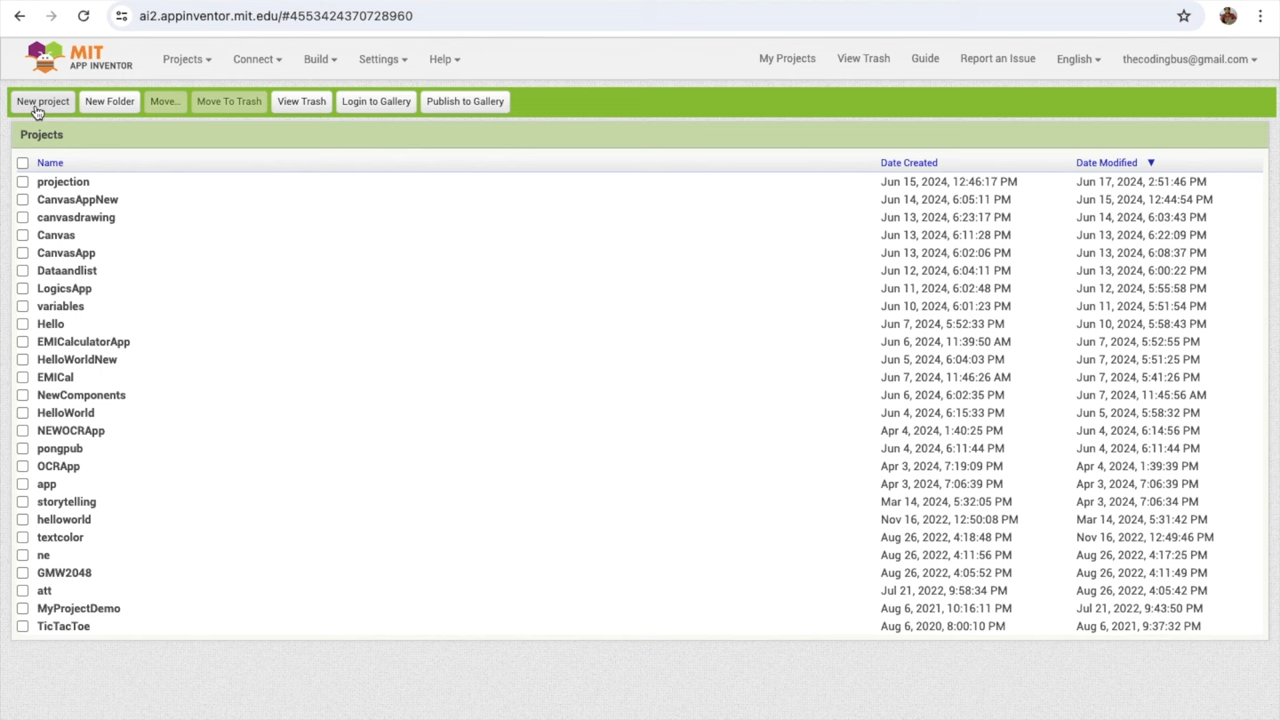 ai2.appinventor.mit.edu/#4553424370728960
MIT
APP INVENTOR
Projects Connect Build Settings Help My Projects View Trash Guide Report an Issue English thecodingbus@gmail.com
New project New Folder Move... Move To Trash View Trash Login to Gallery Publish to Gallery
Projects
Name Date Created Date Modified ▼
projection Jun 15, 2024, 12:46:17 PM Jun 17, 2024, 2:51:46 PM
CanvasAppNew Jun 14, 2024, 6:05:11 PM Jun 15, 2024, 12:44:54 PM
canvasdrawing Jun 13, 2024, 6:23:17 PM Jun 14, 2024, 6:03:43 PM
Canvas Jun 13, 2024, 6:11:28 PM Jun 13, 2024, 6:22:09 PM
CanvasApp Jun 13, 2024, 6:02:06 PM Jun 13, 2024, 6:08:37 PM
Dataandlist Jun 12, 2024, 6:04:11 PM Jun 13, 2024, 6:00:22 PM
LogicsApp Jun 11, 2024, 6:02:48 PM Jun 12, 2024, 5:55:58 PM
variables Jun 10, 2024, 6:01:23 PM Jun 11, 2024, 5:51:54 PM
Hello Jun 7, 2024, 5:52:33 PM Jun 10, 2024, 5:58:43 PM
EMICalculatorApp Jun 6, 2024, 11:39:50 AM Jun 7, 2024, 5:52:55 PM
HelloWorldNew Jun 5, 2024, 6:04:03 PM Jun 7, 2024, 5:51:25 PM
EMICal Jun 7, 2024, 11:46:26 AM Jun 7, 2024, 5:41:26 PM
NewComponents Jun 6, 2024, 6:02:35 PM Jun 7, 2024, 11:45:56 AM
HelloWorld Jun 4, 2024, 6:15:33 PM Jun 5, 2024, 5:58:32 PM
NEWOCRApp Apr 4, 2024, 1:40:25 PM Jun 4, 2024, 6:14:56 PM
pongpub Jun 4, 2024, 6:11:44 PM Jun 4, 2024, 6:11:44 PM
OCRApp Apr 3, 2024, 7:19:09 PM Apr 4, 2024, 1:39:39 PM
app Apr 3, 2024, 7:06:39 PM Apr 3, 2024, 7:06:39 PM
storytelling Mar 14, 2024, 5:32:05 PM Apr 3, 2024, 7:06:34 PM
helloworld Nov 16, 2022, 12:50:08 PM Mar 14, 2024, 5:31:42 PM
textcolor Aug 26, 2022, 4:18:48 PM Nov 16, 2022, 12:49:46 PM
ne Aug 26, 2022, 4:11:56 PM Aug 26, 2022, 4:17:25 PM
GMW2048 Aug 26, 2022, 4:05:52 PM Aug 26, 2022, 4:11:49 PM
att Jul 21, 2022, 9:58:34 PM Aug 26, 2022, 4:05:42 PM
MyProjectDemo Aug 6, 2021, 10:16:11 PM Jul 21, 2022, 9:43:50 PM
TicTacToe Aug 6, 2020, 8:00:10 PM Aug 6, 2021, 9:37:32 PM